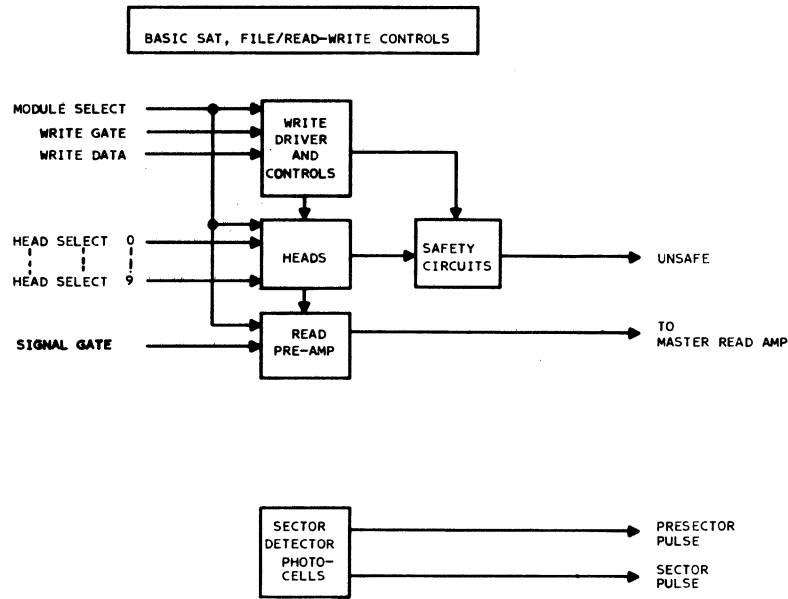 BASIC SAT, FILE/READ-WRITE CONTROLS
MODULE SELECT
WRITE GATE
WRITE DATA
WRITE
DRIVER
AND
CONTROLS
HEAD SELECT 0
HEAD SELECT 9
HEADS
SAFETY
CIRCUITS
UNSAFE
SIGNAL GATE
READ
PRE-AMP
TO
MASTER READ AMP
SECTOR
DETECTOR
PHOTO-
CELLS
PRESECTOR
PULSE
SECTOR
PULSE